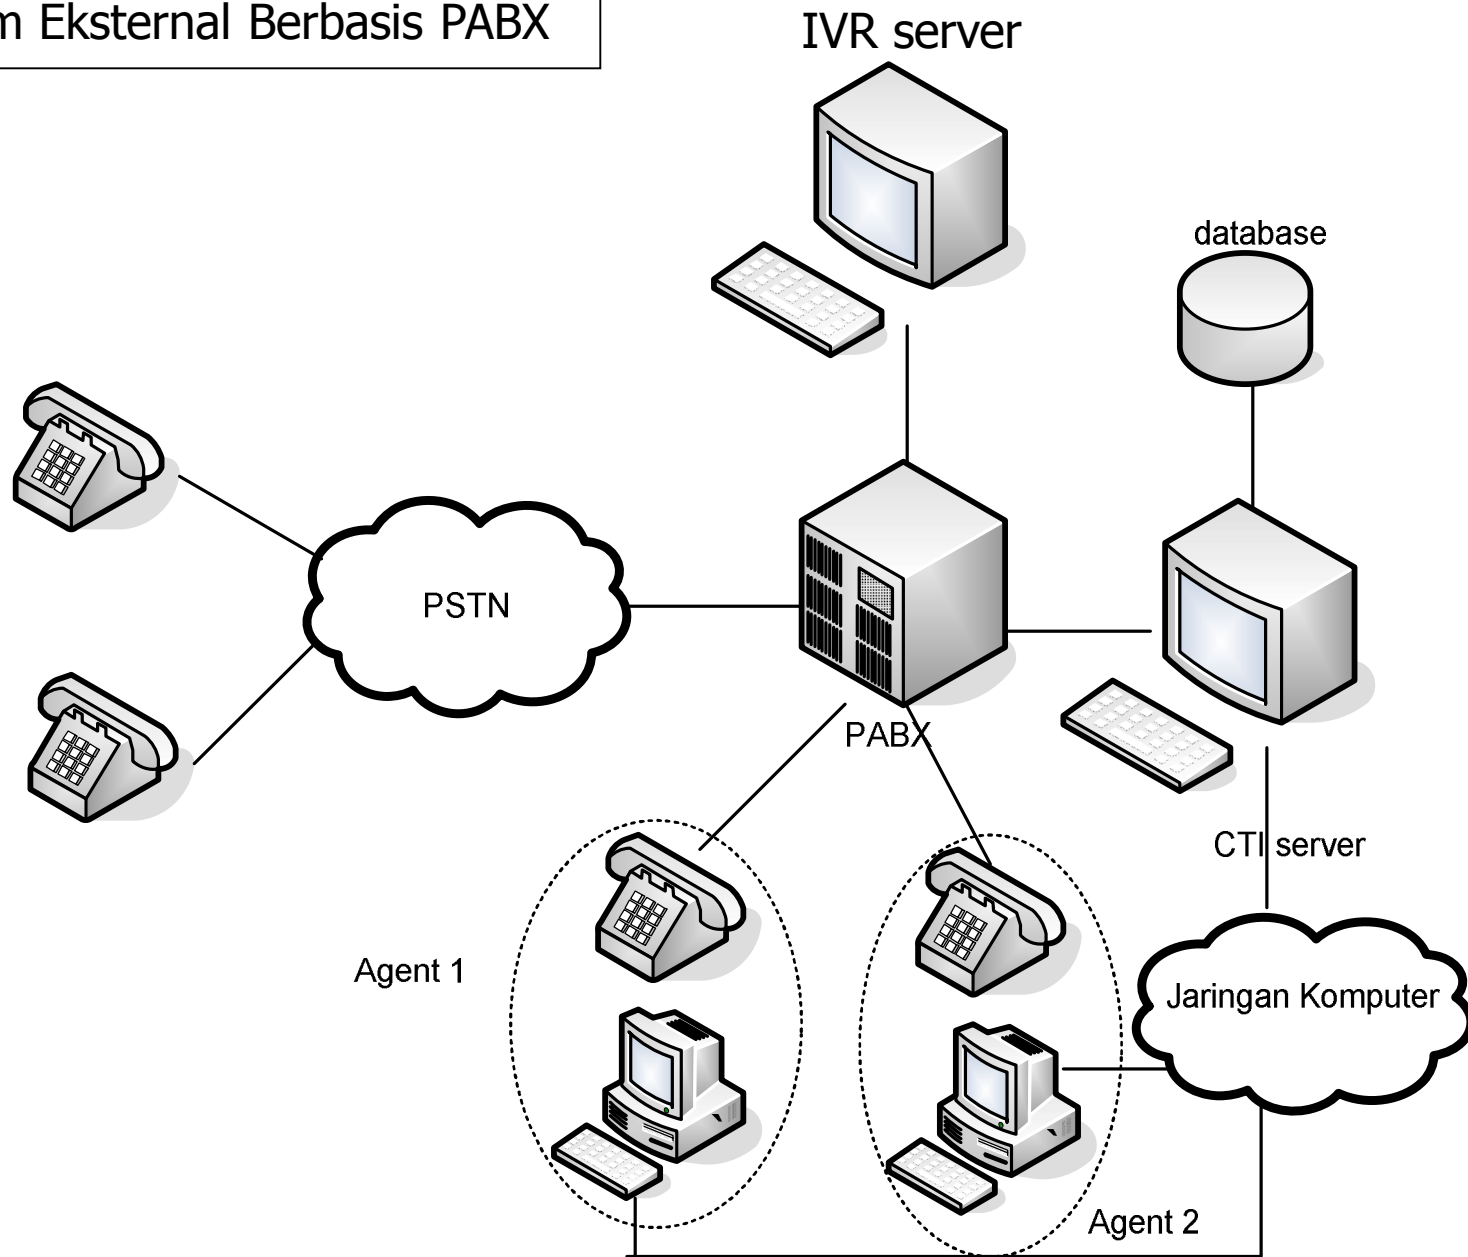 Eksternal Berbasis PABX
IVR server
database
PSTN
PABX
CTI server
Agent 1
Jaringan Komputer
Agent 2